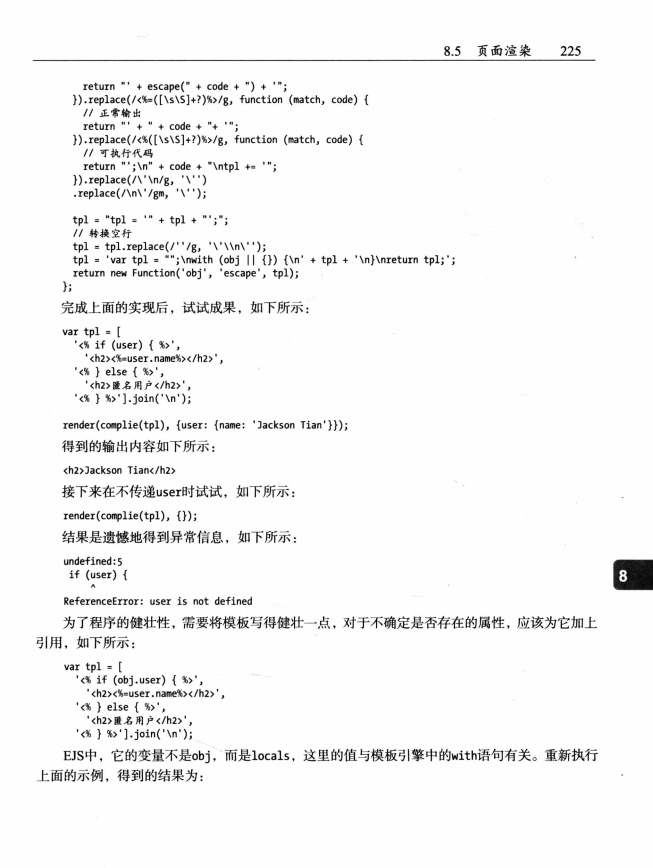 8.5 页面渲染 225
return "' + escape(" + code + ") + '";
}).replace(/<%=([\s\S]+?)%>/g, function (match, code) {
// 正常输出
return "' + " + code + "+ '";
}).replace(/<%([\s\S]+?)%>/g, function (match, code) {
// 可执行代码
return "';\n" + code + "\ntpl += '";
}).replace(/\'\n/g, '\'')
.replace(/\n\'/gm, '\'');
tpl = "tpl = '" + tpl + "';";
// 转换空行
tpl = tpl.replace(/''/g, '\'\\n\'');
tpl = 'var tpl = "";\nwith (obj || {}) {\n' + tpl + '\n}\nreturn tpl;';
return new Function('obj', 'escape', tpl);
};
完成上面的实现后，试试成果，如下所示：
var tpl = [
'<% if (user) { %>',
'<h2><%=user.name%></h2>',
'<% } else { %>',
'<h2>匿名用户</h2>',
'<% } %>'].join('\n');
render(complie(tpl), {user: {name: 'Jackson Tian'}});
得到的输出内容如下所示：
<h2>Jackson Tian</h2>
接下来在不传递user时试试，如下所示：
render(complie(tpl), {});
结果是遗憾地得到异常信息，如下所示：
undefined:5
if (user) {
^
ReferenceError: user is not defined
8
为了程序的健壮性，需要将模板写得健壮一点，对于不确定是否存在的属性，应该为它加上
引用，如下所示：
var tpl = [
'<% if (obj.user) { %>',
'<h2><%=user.name%></h2>',
'<% } else { %>',
'<h2>匿名用户</h2>',
'<% } %>'].join('\n');
EJS中，它的变量不是obj，而是locals，这里的值与模板引擎中的with语句有关。重新执行
上面的示例，得到的结果为：